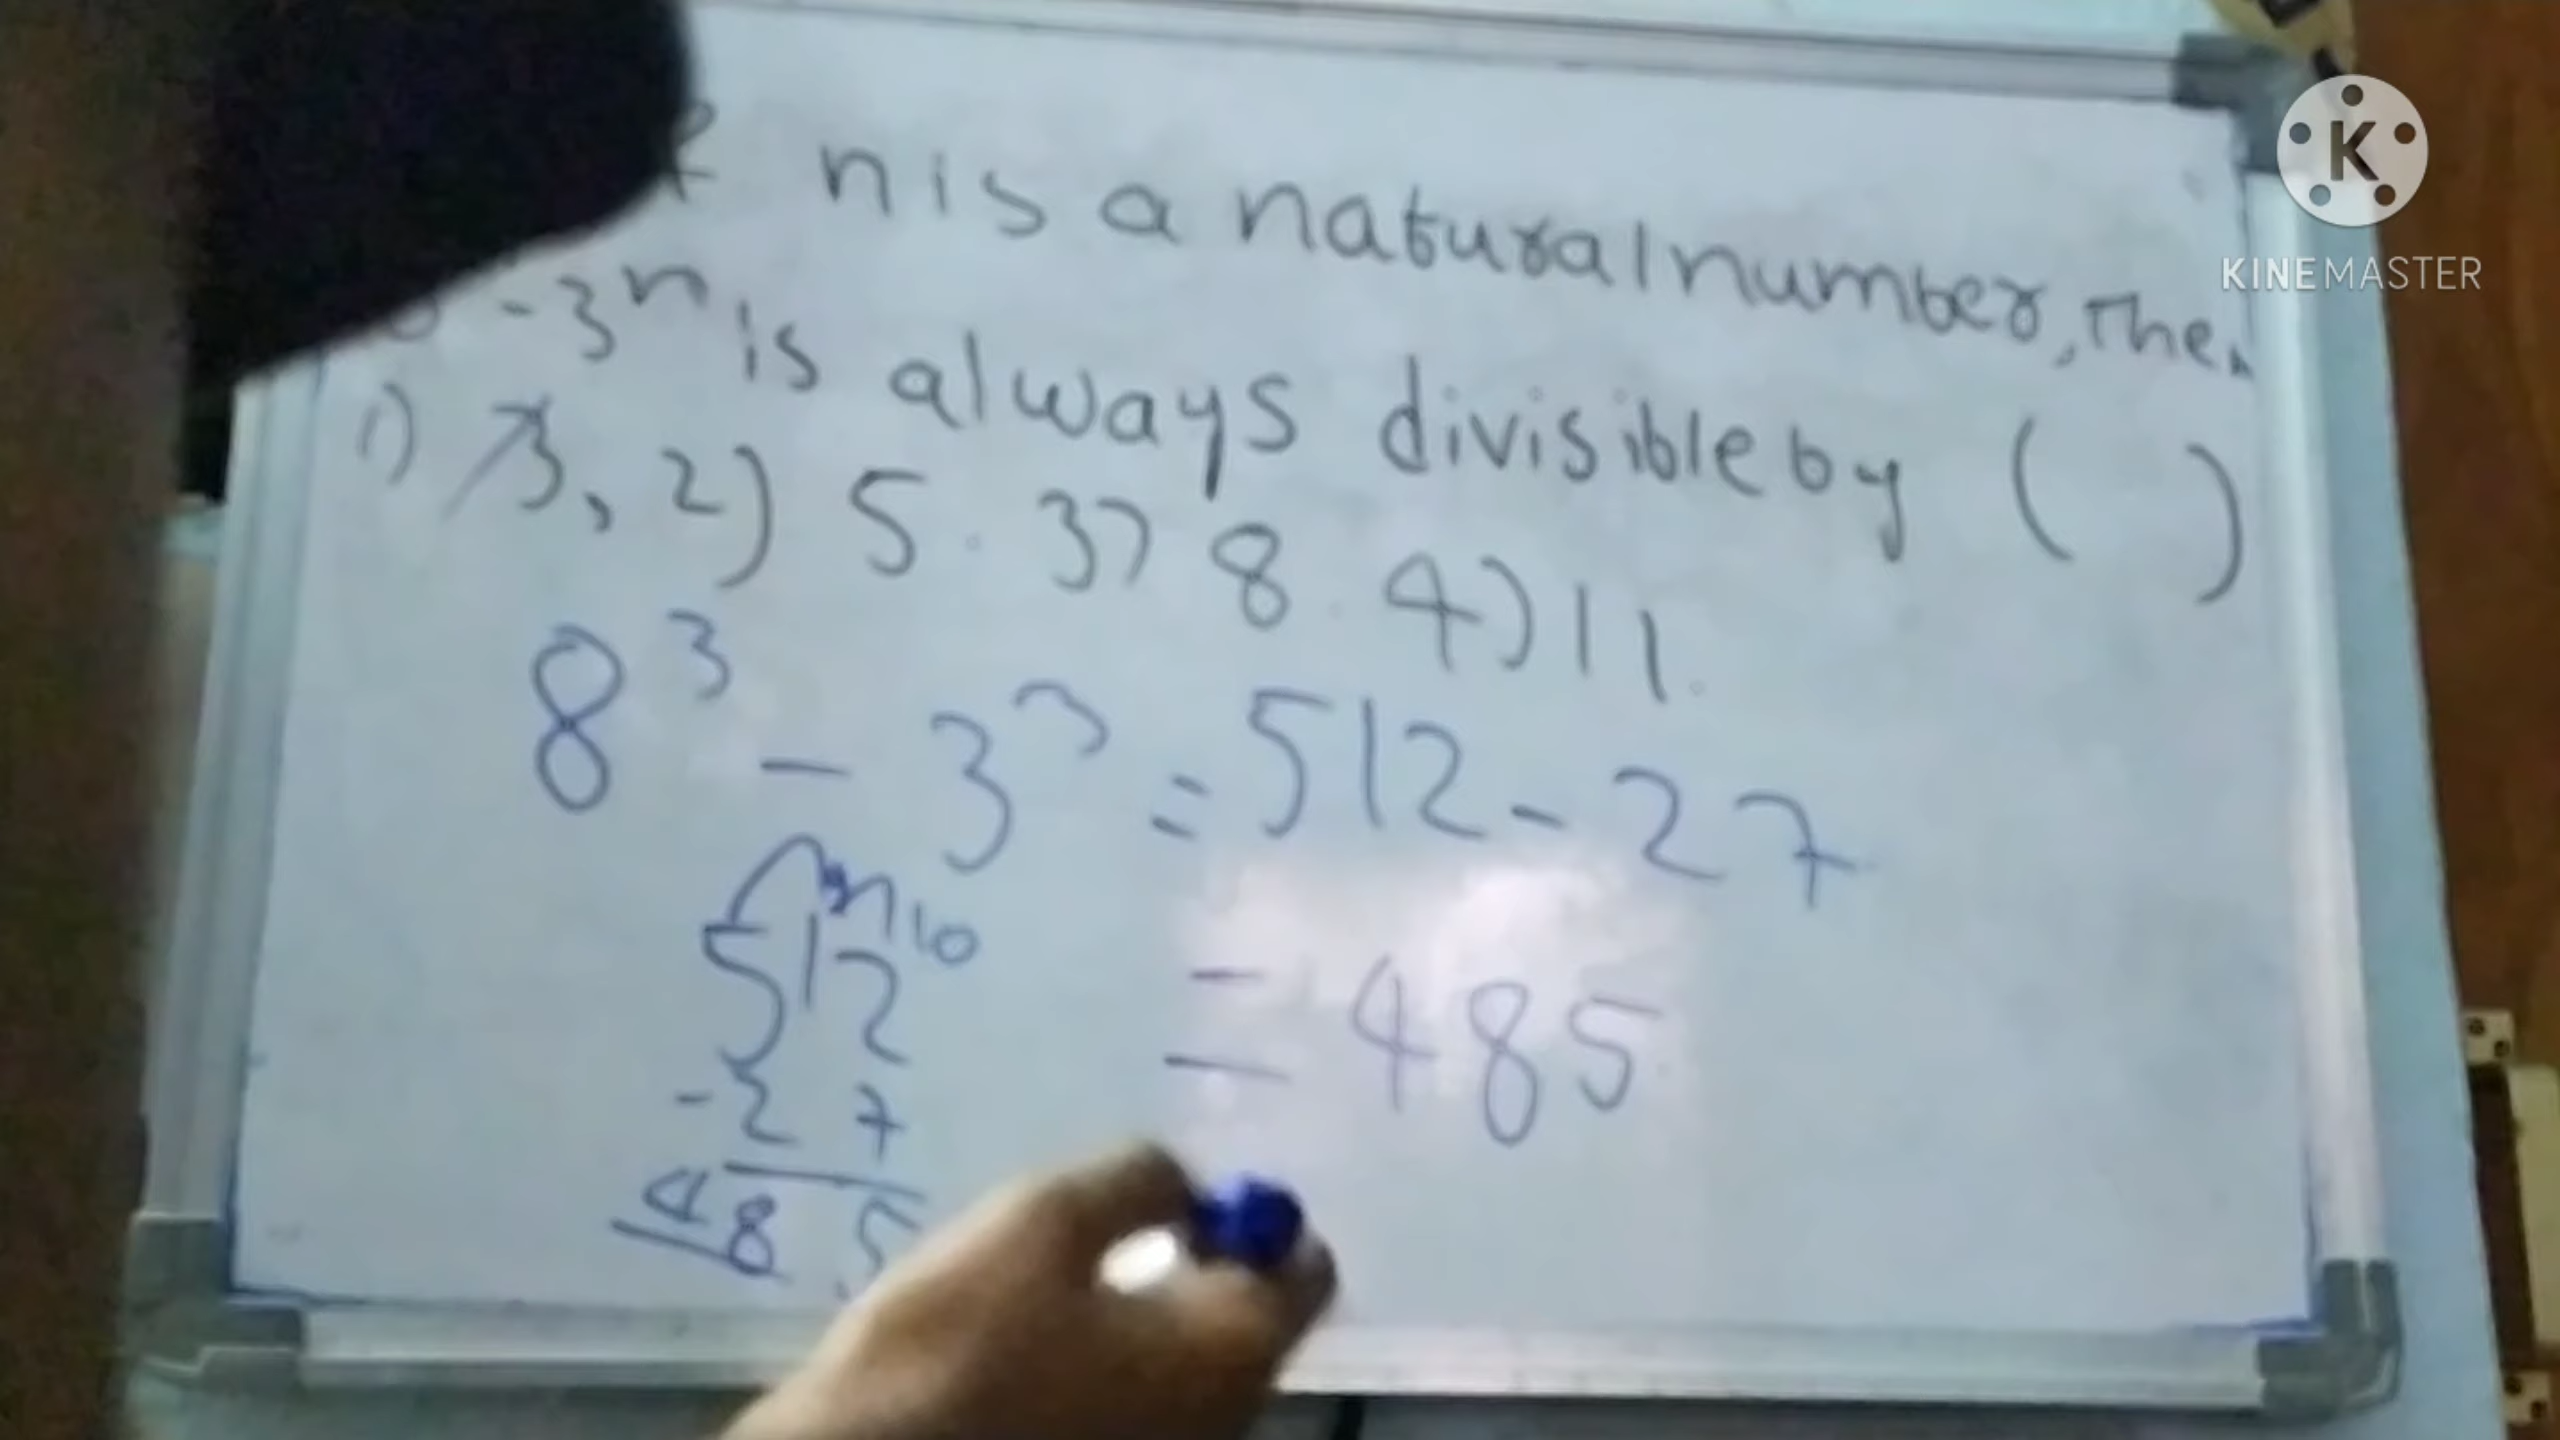 n is a natural number, then
- 3ⁿ is always divisible by ( )
1) 3, 2) 5. 3) 8. 4) 11.
8³ - 3³ = 512 - 27
10
512
- 27
485
= 485
KINEMASTER